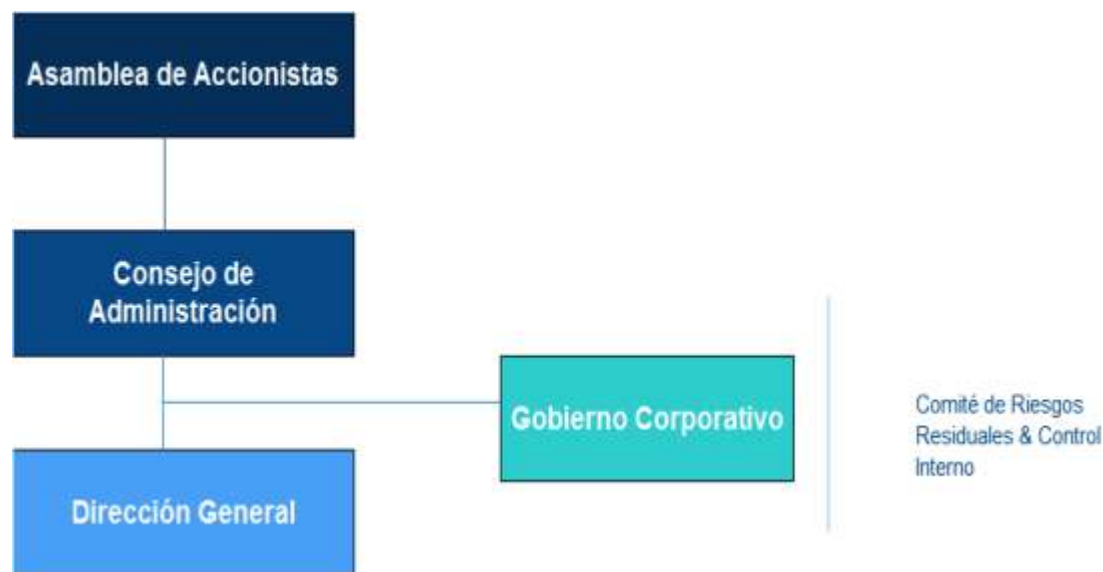 Asamblea de Accionistas
Consejo de
Administración
Gobierno Corporativo
Comité de Riesgos
Residuales & Control
Interno
Dirección General